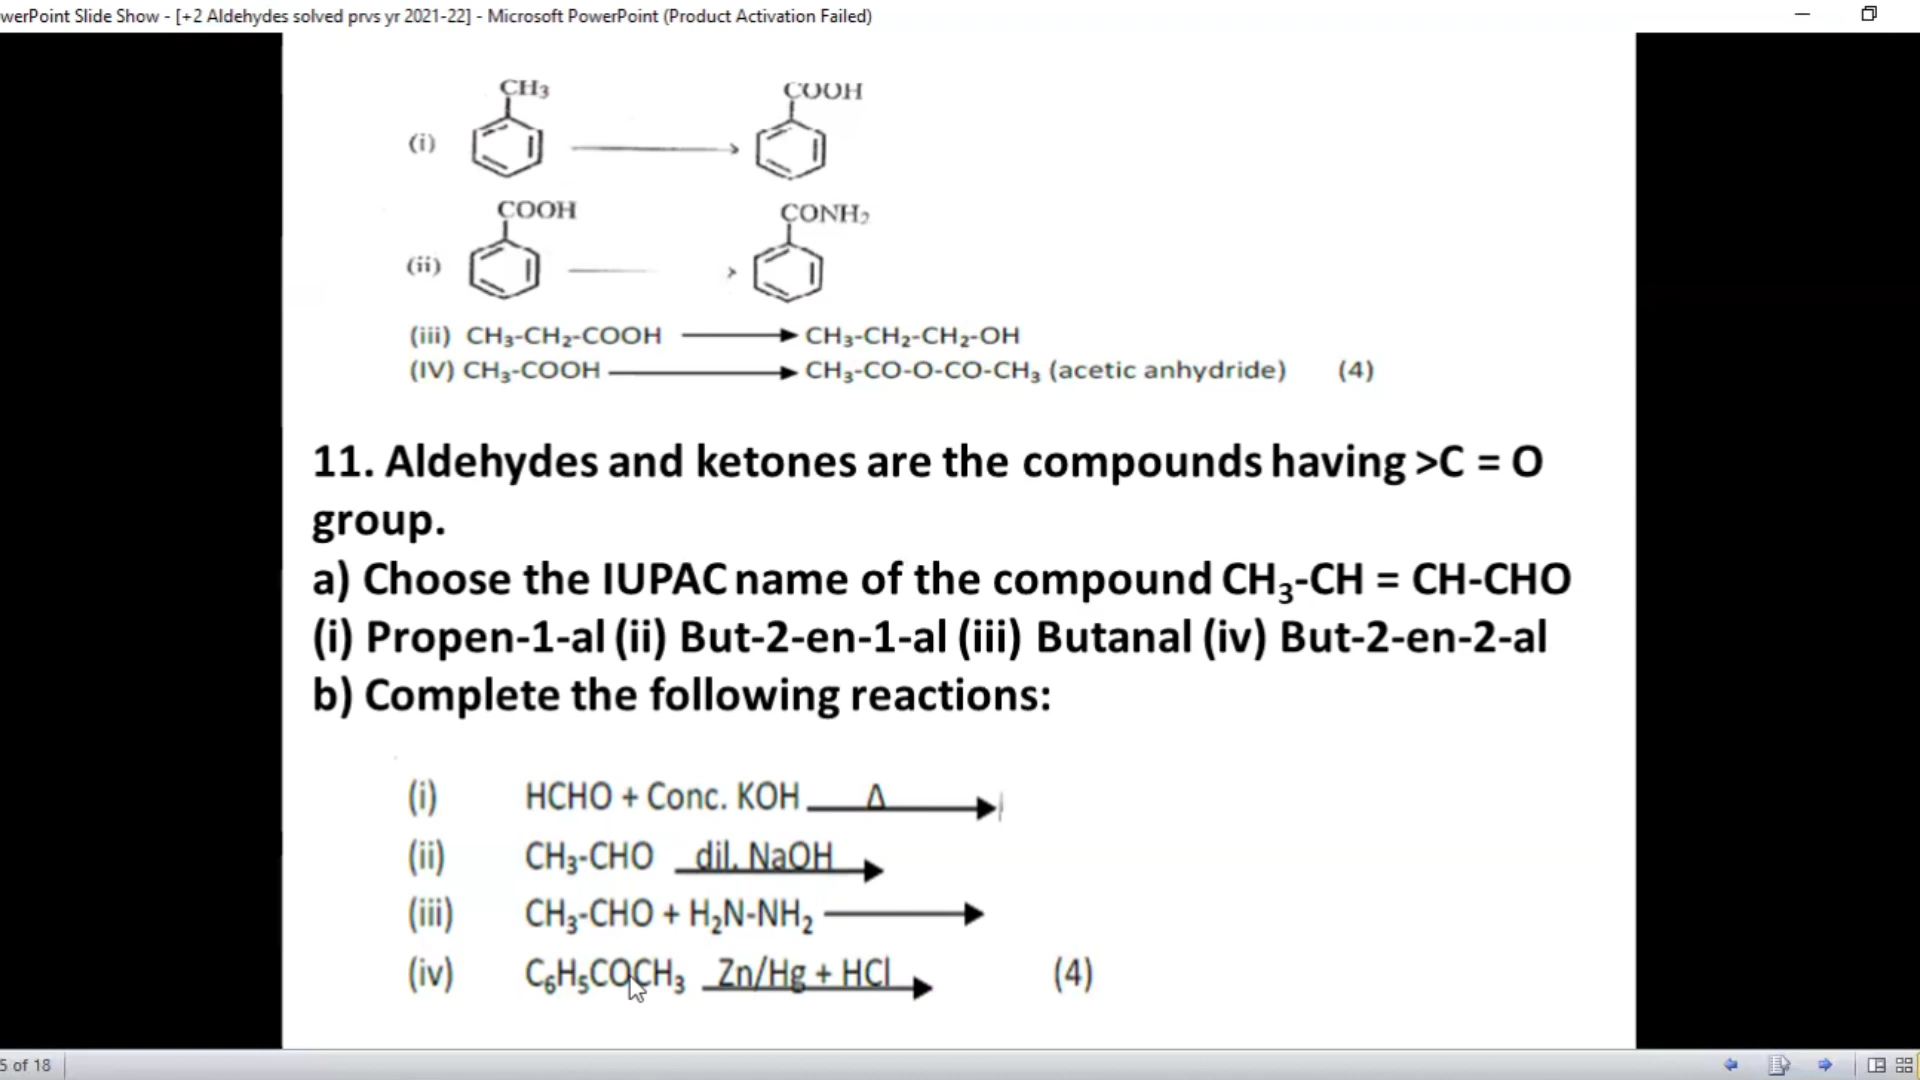 werPoint Slide Show - [+2 Aldehydes solved prvs yr 2021-22] - Microsoft PowerPoint (Product Activation Failed)
CH₃ COOH
(i)
COOH CONH₂
(ii)
(iii) CH₃-CH₂-COOH → CH₃-CH₂-CH₂-OH
(IV) CH₃-COOH → CH₃-CO-O-CO-CH₃ (acetic anhydride) (4)
11. Aldehydes and ketones are the compounds having >C = O
group.
a) Choose the IUPAC name of the compound CH₃-CH = CH-CHO
(i) Propen-1-al (ii) But-2-en-1-al (iii) Butanal (iv) But-2-en-2-al
b) Complete the following reactions:
(i) HCHO + Conc. KOH Δ →
(ii) CH₃-CHO dil. NaOH →
(iii) CH₃-CHO + H₂N-NH₂ →
(iv) C₆H₅COCH₃ Zn/Hg + HCl → (4)
5 of 18